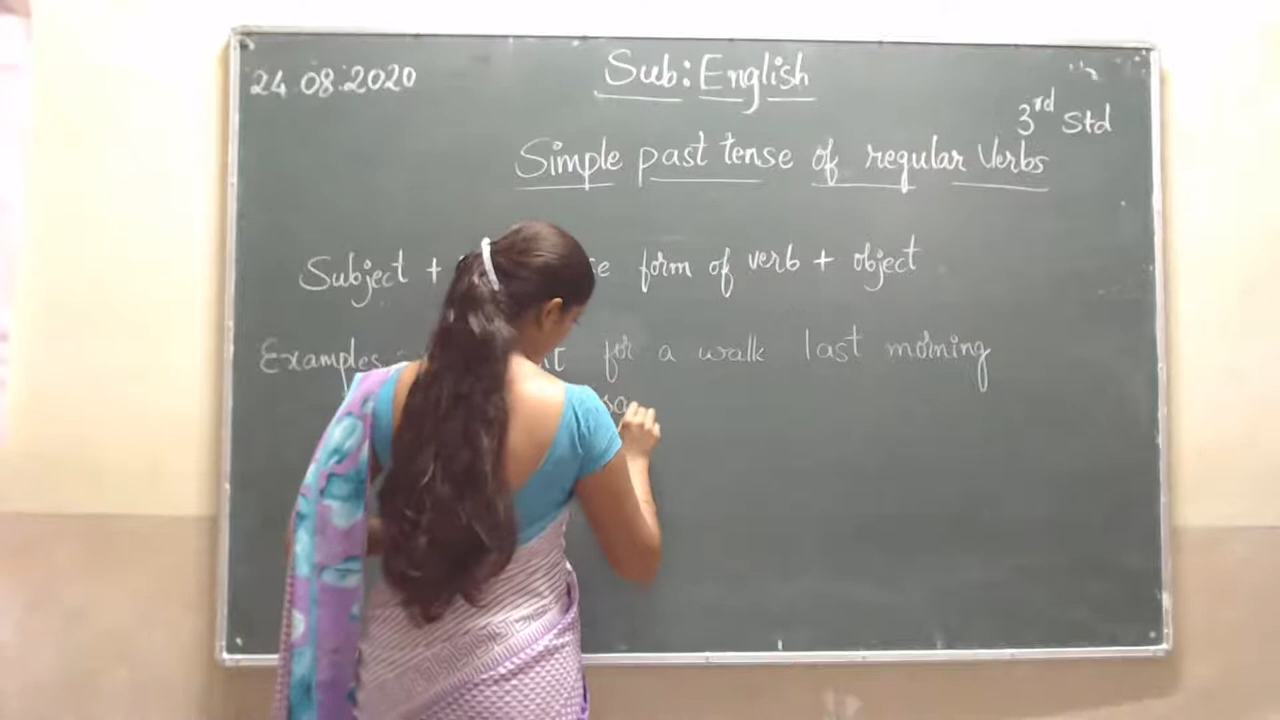 24.08.2020
Sub: English
3rd Std
Simple past tense of regular Verbs
Subject + form of verb + object
Examples for a walk last morning